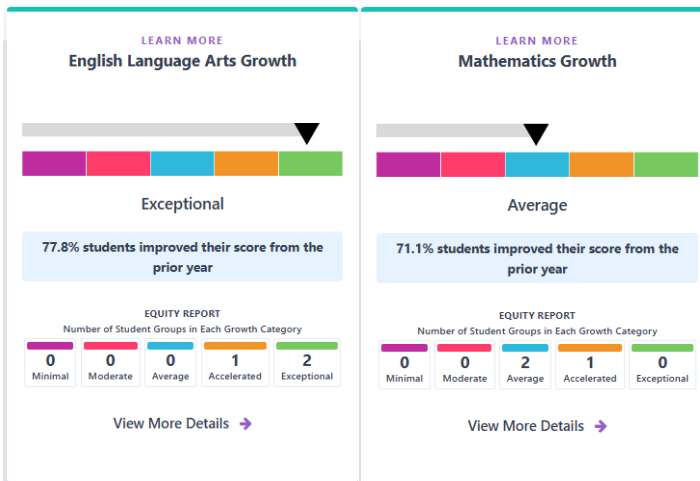 LEARN MORE
English Language Arts Growth
Exceptional
77.8% students improved their score from the
prior year
EQUITY REPORT
Number of Student Groups in Each Growth Category
0 0 0 1 2
Minimal Moderate Average Accelerated Exceptional
View More Details
LEARN MORE
Mathematics Growth
Average
71.1% students improved their score from the
prior year
EQUITY REPORT
Number of Student Groups in Each Growth Category
0 0 2 1 0
Minimal Moderate Average Accelerated Exceptional
View More Details